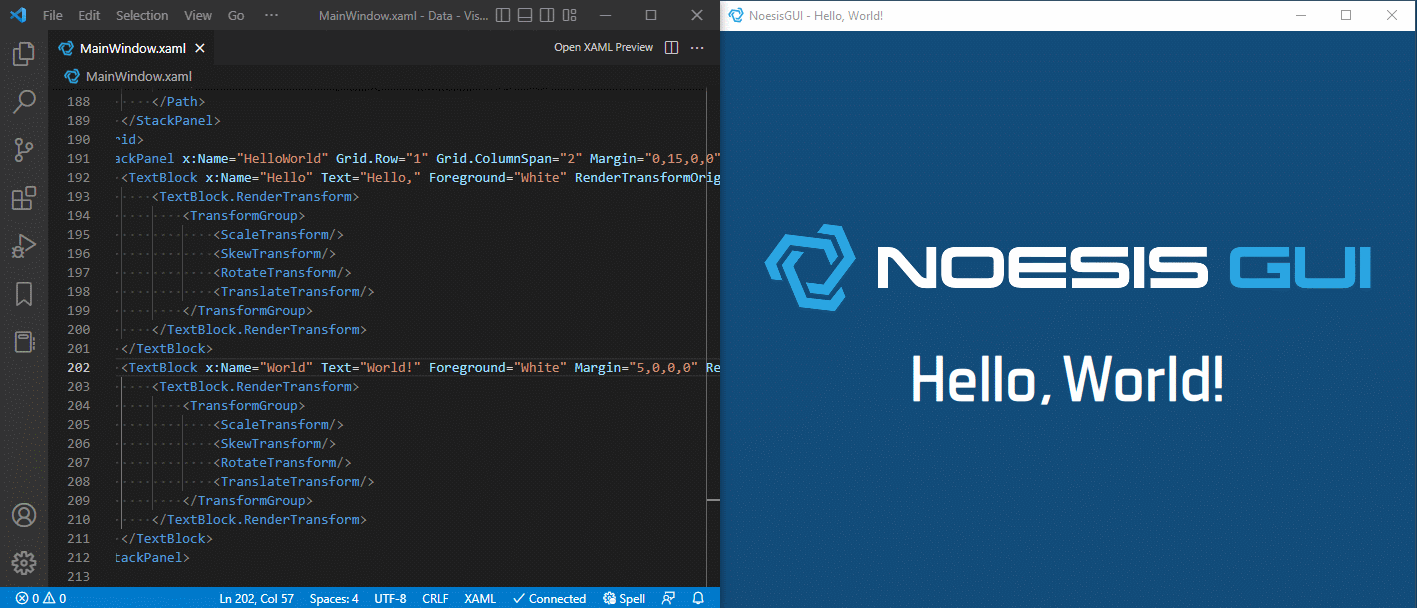 File Edit Selection View Go ··· MainWindow.xaml - Data - Vis...
MainWindow.xaml
Open XAML Preview
MainWindow.xaml
188 </Path>
189 </StackPanel>
190 rid>
191 ackPanel x:Name="HelloWorld" Grid.Row="1" Grid.ColumnSpan="2" Margin="0,15,0,0"
192 <TextBlock x:Name="Hello" Text="Hello," Foreground="White" RenderTransformOrig
193 <TextBlock.RenderTransform>
194 <TransformGroup>
195 <ScaleTransform/>
196 <SkewTransform/>
197 <RotateTransform/>
198 <TranslateTransform/>
199 </TransformGroup>
200 </TextBlock.RenderTransform>
201 </TextBlock>
202 <TextBlock x:Name="World" Text="World!" Foreground="White" Margin="5,0,0,0" Re
203 <TextBlock.RenderTransform>
204 <TransformGroup>
205 <ScaleTransform/>
206 <SkewTransform/>
207 <RotateTransform/>
208 <TranslateTransform/>
209 </TransformGroup>
210 </TextBlock.RenderTransform>
211 </TextBlock>
212 tackPanel>
213
0 0 Ln 202, Col 57 Spaces: 4 UTF-8 CRLF XAML Connected Spell
NoesisGUI - Hello, World!
NOESIS GUI
Hello, World!